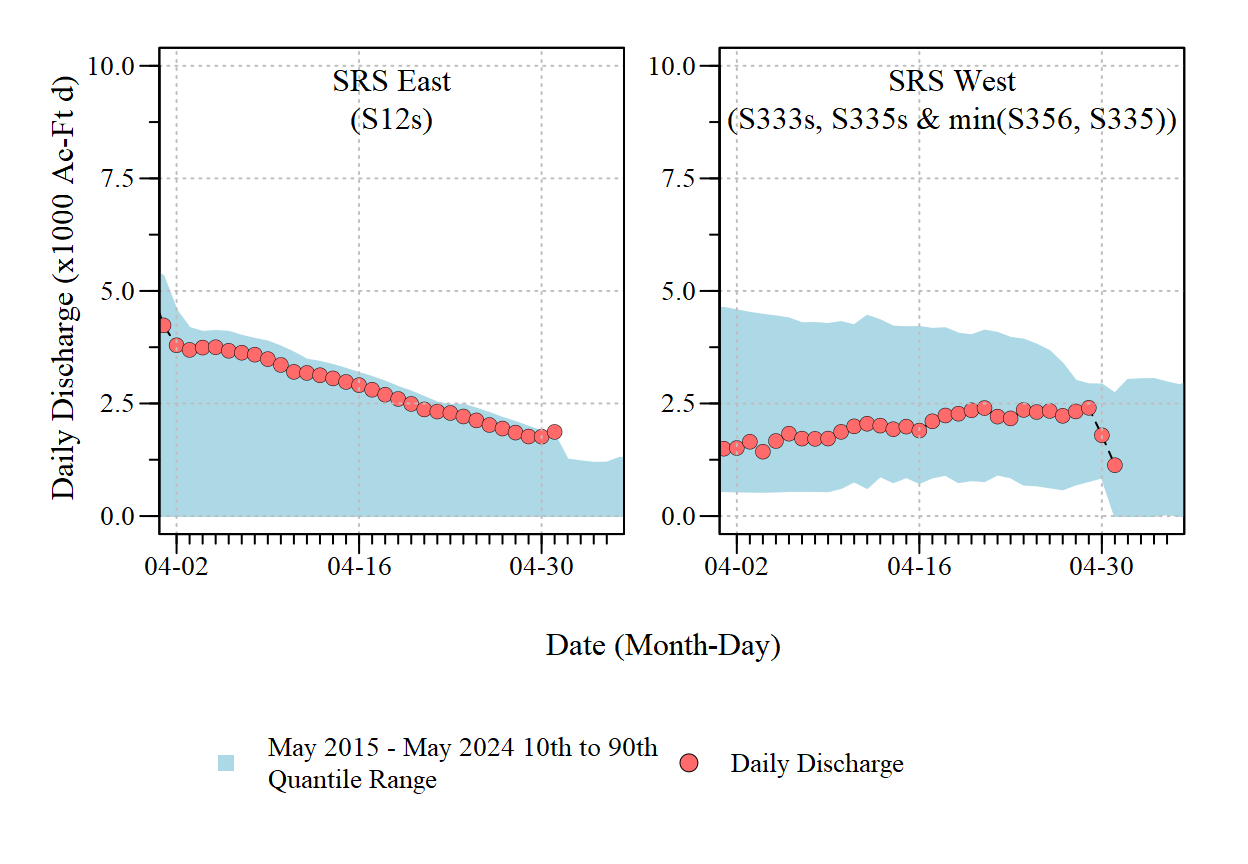 SRS East
(S12s)
SRS West
(S333s, S335s & min(S356, S335))
Daily Discharge (x1000 Ac-Ft d)
10.0
7.5
5.0
2.5
0.0
10.0
7.5
5.0
2.5
0.0
04-02
04-16
04-30
04-02
04-16
04-30
Date (Month-Day)
May 2015 - May 2024 10th to 90th
Quantile Range
Daily Discharge